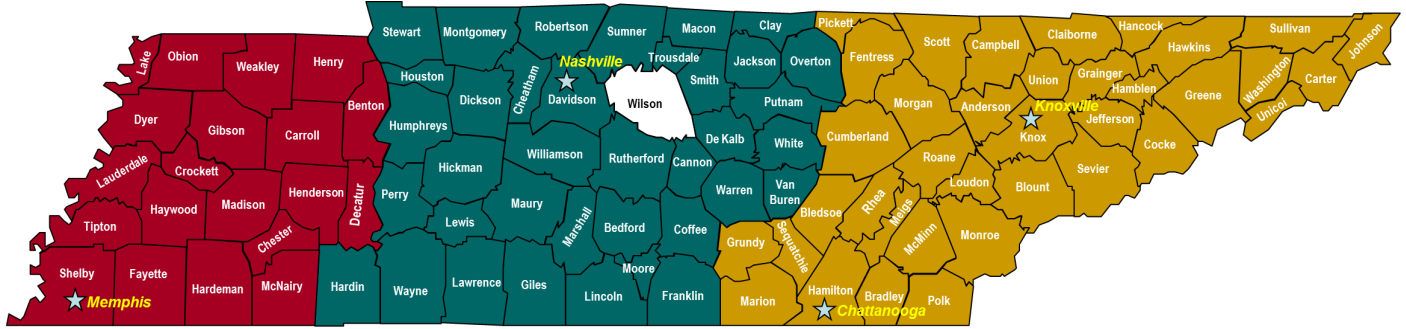 Stewart
Montgomery
Robertson
Sumner
Macon
Clay
Pickett
Fentress
Scott
Campbell
Claiborne
Hancock
Hawkins
Sullivan
Johnson
Lake
Obion
Weakley
Henry
Benton
Houston
Dickson
Cheatham
Nashville
Davidson
Trousdale
Wilson
Smith
Jackson
Overton
Putnam
Morgan
Anderson
Union
Grainger
Hamblen
Greene
Washington
Unicoi
Carter
Dyer
Gibson
Carroll
Humphreys
Hickman
Williamson
Rutherford
Cannon
De Kalb
White
Cumberland
Roane
Loudon
Knoxville
Knox
Jefferson
Cocke
Sevier
Blount
Lauderdale
Crockett
Haywood
Madison
Henderson
Decatur
Perry
Lewis
Maury
Marshall
Bedford
Coffee
Warren
Van
Buren
Bledsoe
Rhea
Meigs
McMinn
Monroe
Tipton
Chester
Grundy
Sequatchie
Shelby
Memphis
Fayette
Hardeman
McNairy
Hardin
Wayne
Lawrence
Giles
Lincoln
Moore
Franklin
Marion
Hamilton
Chattanooga
Bradley
Polk